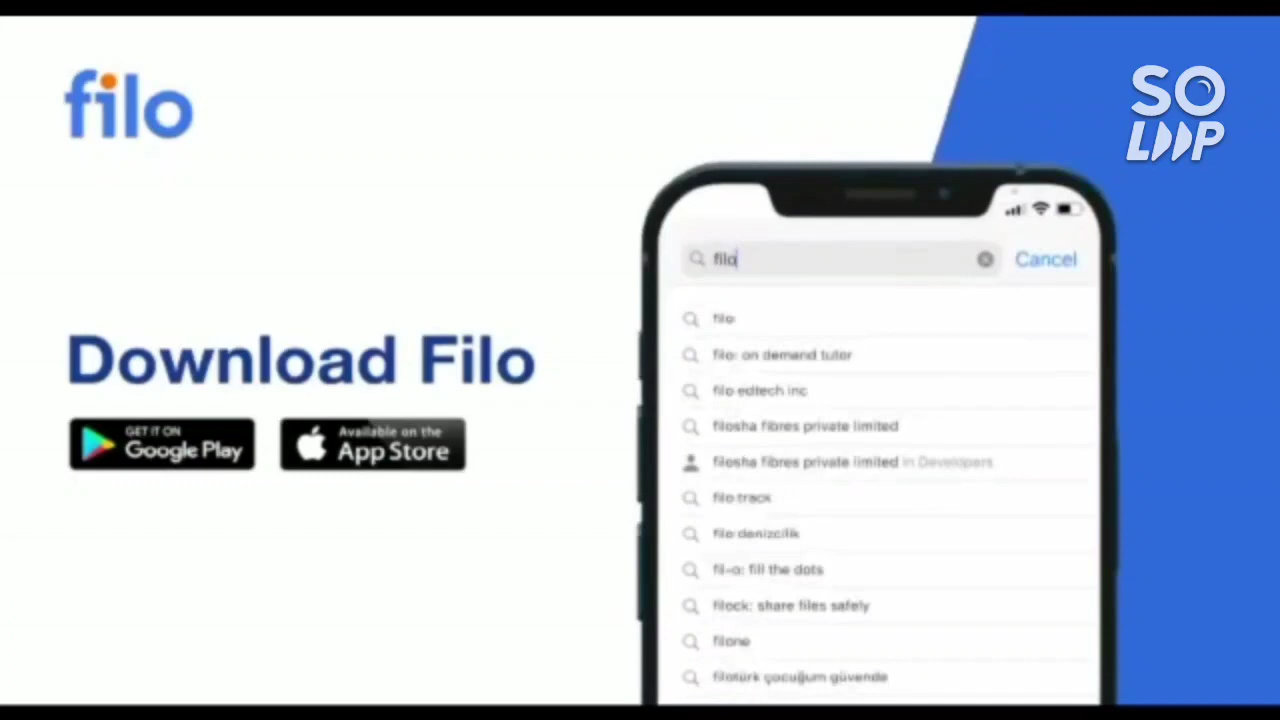 filo
SO
LOOP
filo
Cancel
filo
filo: on demand tutor
filo edtech inc
filosha fibres private limited
filosha fibres private limited in Developers
filo track
filo denizcilik
fil-o: fill the dots
filock: share files safely
filone
filotürk çocuğum güvende
Download Filo
GET IT ON
Google Play
Available on the
App Store